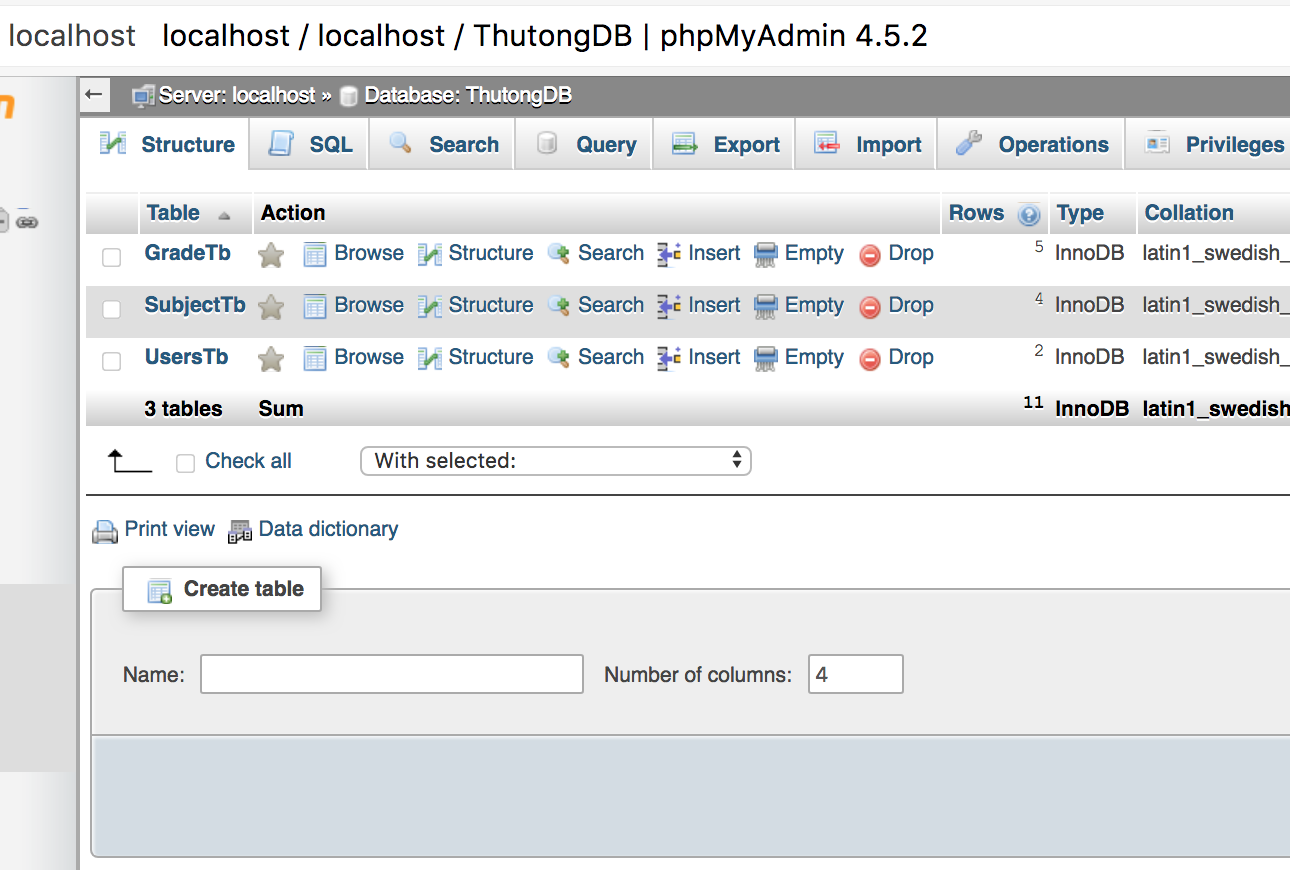 localhost localhost / localhost / ThutongDB | phpMyAdmin 4.5.2
Server: localhost » Database: ThutongDB
Structure SQL Search Query Export Import Operations Privileges
Table Action Rows Type Collation
GradeTb Browse Structure Search Insert Empty Drop 5 InnoDB latin1_swedish_
SubjectTb Browse Structure Search Insert Empty Drop 4 InnoDB latin1_swedish_
UsersTb Browse Structure Search Insert Empty Drop 2 InnoDB latin1_swedish_
3 tables Sum 11 InnoDB latin1_swedish
Check all With selected:
Print view Data dictionary
Create table
Name: Number of columns: 4